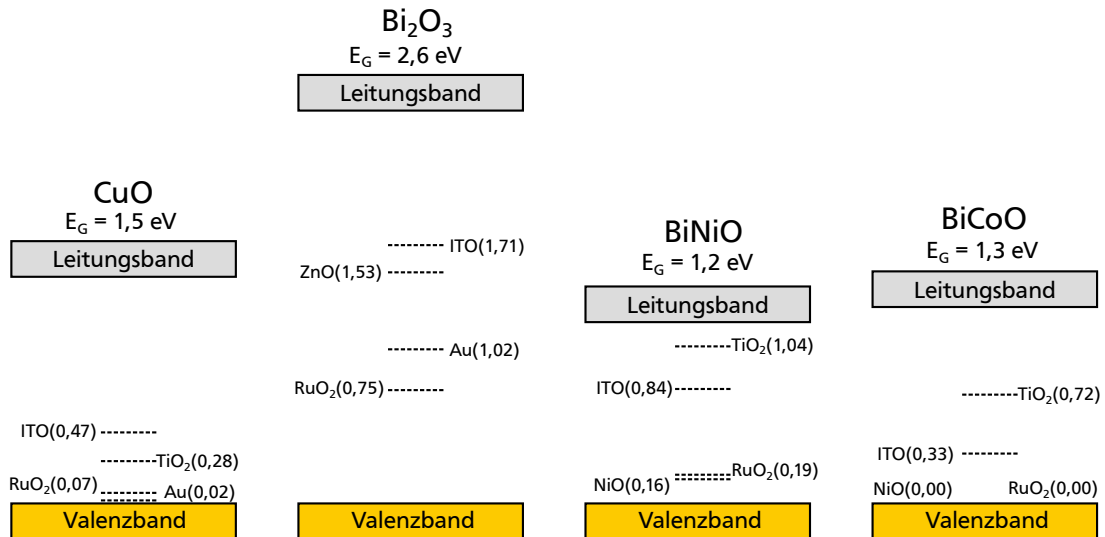 CuO
E_G = 1,5 eV
Leitungsband
ITO(0,47)
TiO₂(0,28)
RuO₂(0,07)
Au(0,02)
Valenzband
Bi₂O₃
E_G = 2,6 eV
Leitungsband
ITO(1,71)
ZnO(1,53)
Au(1,02)
RuO₂(0,75)
Valenzband
BiNiO
E_G = 1,2 eV
Leitungsband
TiO₂(1,04)
ITO(0,84)
RuO₂(0,19)
NiO(0,16)
Valenzband
BiCoO
E_G = 1,3 eV
Leitungsband
TiO₂(0,72)
ITO(0,33)
NiO(0,00)
RuO₂(0,00)
Valenzband